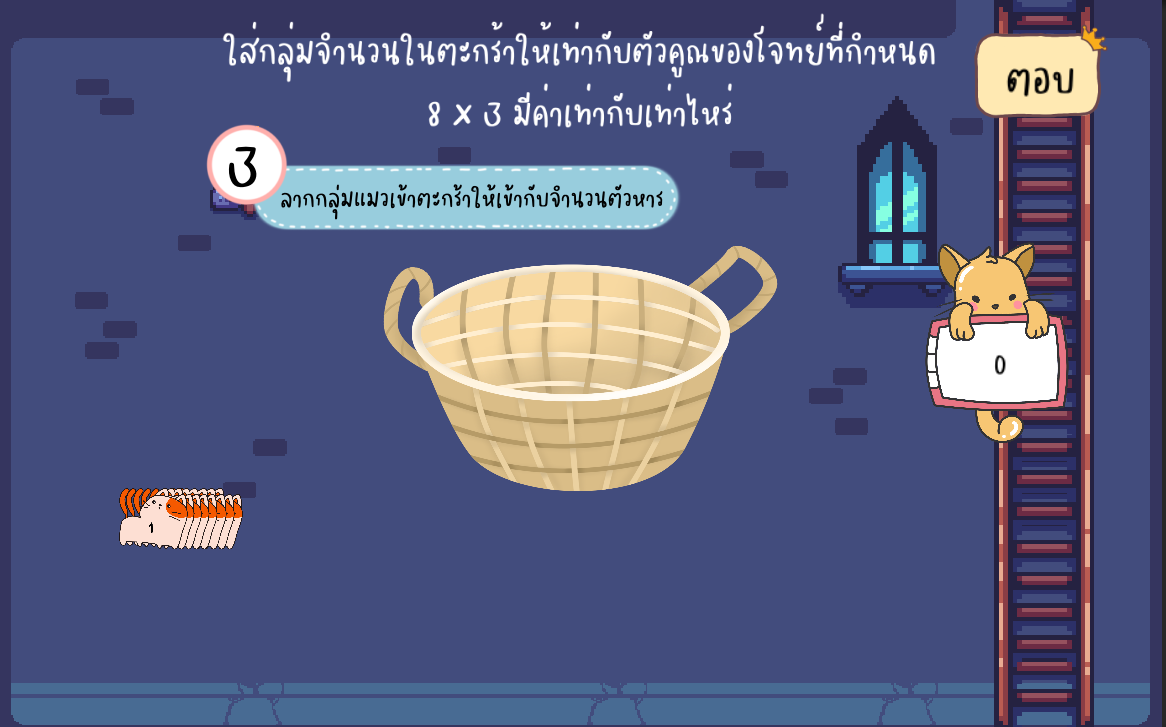 ใส่กลุ่มจำนวนในตะกร้าให้เท่ากับตัวคูณของโจทย์ที่กำหนด
ตอบ
8 x 3 มีค่าเท่ากับเท่าไหร่
3
ลากกลุ่มแมวเข้าตะกร้าให้เข้ากับจำนวนตัวหาร
0
1